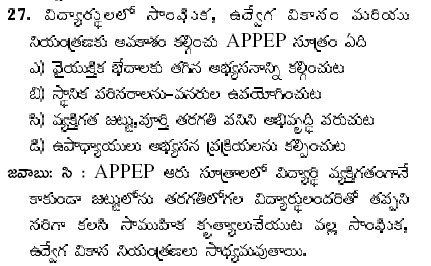 27. విద్యార్థులలో సాంఘిక, ఉద్వేగ వికాసం మరియు
నియంత్రణకు అవకాశం కల్గించు APPEP సూత్రం ఏది
ఎ) వైయుక్తిక భేదాలకు తగిన అభ్యసనాన్ని కల్గించుట
బి) స్థానిక పరిసరాలను-వనరుల ఉపయోగించుట
సి) వ్యక్తిగత జట్టు,పూర్తి తరగతి పనిని అభివృద్ధి పరుచుట
డి) ఉపాధ్యాయులు అభ్యసన ప్రక్రియలను కల్పించుట
జవాబు: సి : APPEP ఆరు సూత్రాలలో విద్యార్థి వ్యక్తిగతంగానే
కాకుండా జట్టులోను తరగతిలోగల విద్యార్థులందరితో తప్పని
సరిగా కలసి సామూహిక కృత్యాలుచేయుట వల్ల సాంఘిక,
ఉద్వేగ వికాస నియంత్రణలు సాధ్యమవుతాయి.